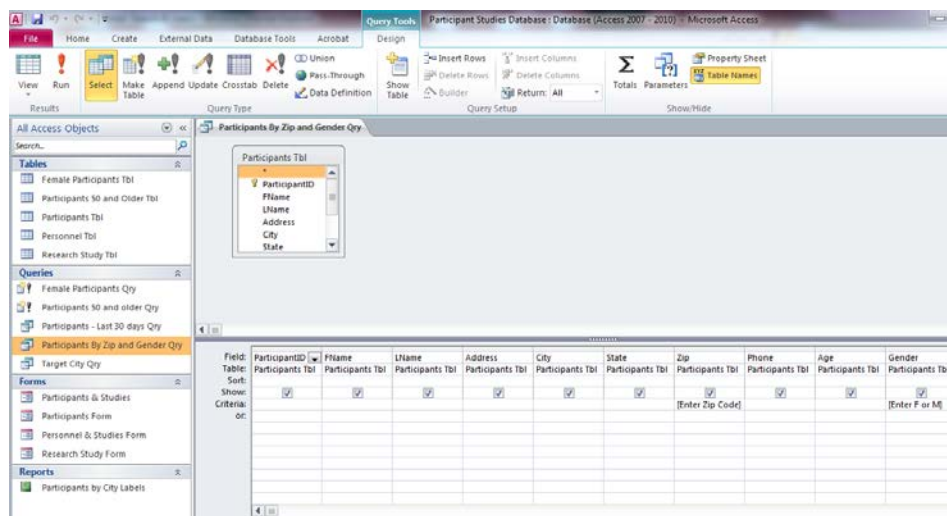 A
Query Tools
Participant Studies Database : Database (Access 2007 - 2010) - Microsoft Access
File Home Create External Data Database Tools Acrobat Design
View
Run
Select
Make Table
Append
Update
Crosstab
Delete
Union
Pass-Through
Data Definition
Show Table
Insert Rows
Delete Rows
Builder
Insert Columns
Delete Columns
Return: All
Totals
Parameters
Property Sheet
Table Names
Results Query Type Query Setup Show/Hide
All Access Objects
Search...
Tables
Female Participants Tbl
Participants 50 and Older Tbl
Participants Tbl
Personnel Tbl
Research Study Tbl
Queries
Female Participants Qry
Participants 50 and older Qry
Participants - Last 30 days Qry
Participants By Zip and Gender Qry
Target City Qry
Forms
Participants & Studies
Participants Form
Personnel & Studies Form
Research Study Form
Reports
Participants by City Labels
Participants By Zip and Gender Qry
Participants Tbl
*
ParticipantID
FName
LName
Address
City
State
Field: ParticipantID FName LName Address City State Zip Phone Age Gender
Table: Participants Tbl Participants Tbl Participants Tbl Participants Tbl Participants Tbl Participants Tbl Participants Tbl Participants Tbl Participants Tbl Participants Tb
Sort:
Show:
Criteria: [Enter Zip Code] [Enter F or M]
or: